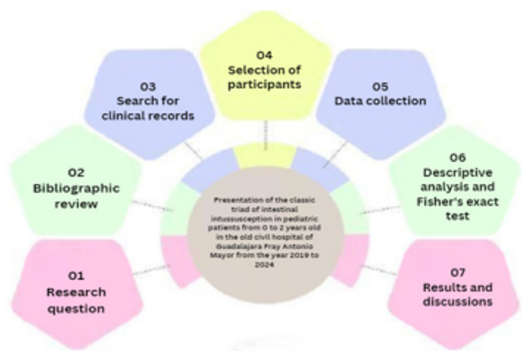 01
Research
question
02
Bibliographic
review
03
Search for
clinical records
04
Selection of
participants
05
Data collection
06
Descriptive
analysis and
Fisher's exact
test
07
Results and
discussions
Presentation of the classic
triad of intestinal
intussusception in pediatric
patients from 0 to 2 years old
in the old civil hospital of
Guadalajara Fray Antonio
Mayor from the year 2019 to
2024